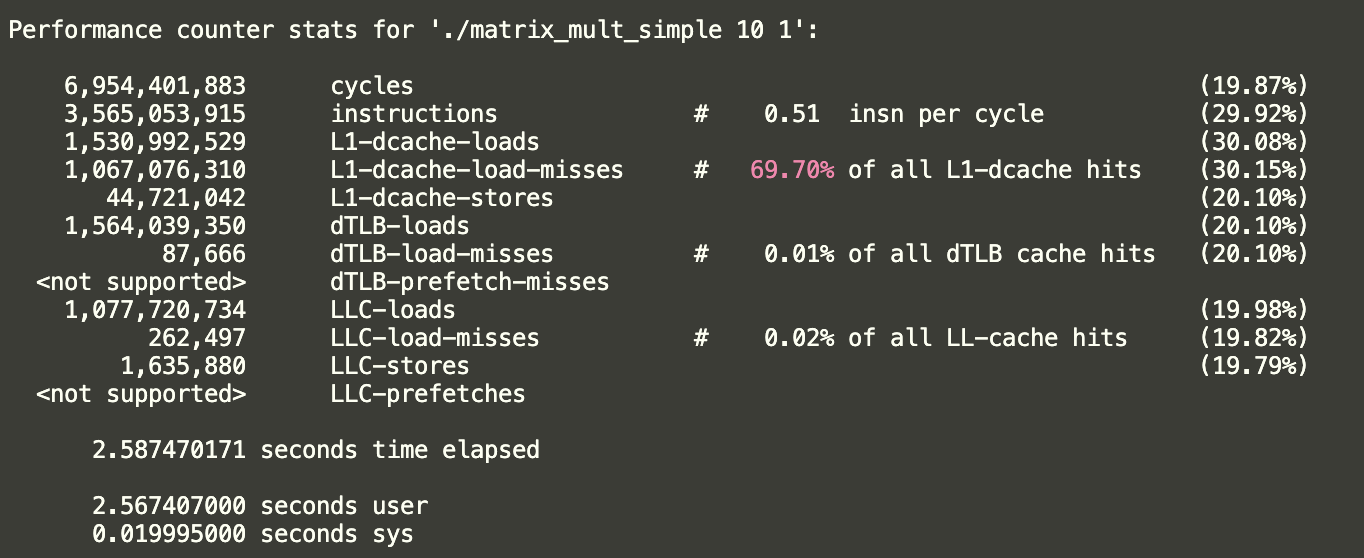 Performance counter stats for './matrix_mult_simple 10 1':
6,954,401,883 cycles (19.87%)
3,565,053,915 instructions # 0.51 insn per cycle (29.92%)
1,530,992,529 L1-dcache-loads (30.08%)
1,067,076,310 L1-dcache-load-misses # 69.70% of all L1-dcache hits (30.15%)
44,721,042 L1-dcache-stores (20.10%)
1,564,039,350 dTLB-loads (20.10%)
87,666 dTLB-load-misses # 0.01% of all dTLB cache hits (20.10%)
<not supported> dTLB-prefetch-misses
1,077,720,734 LLC-loads (19.98%)
262,497 LLC-load-misses # 0.02% of all LL-cache hits (19.82%)
1,635,880 LLC-stores (19.79%)
<not supported> LLC-prefetches
2.587470171 seconds time elapsed
2.567407000 seconds user
0.019995000 seconds sys